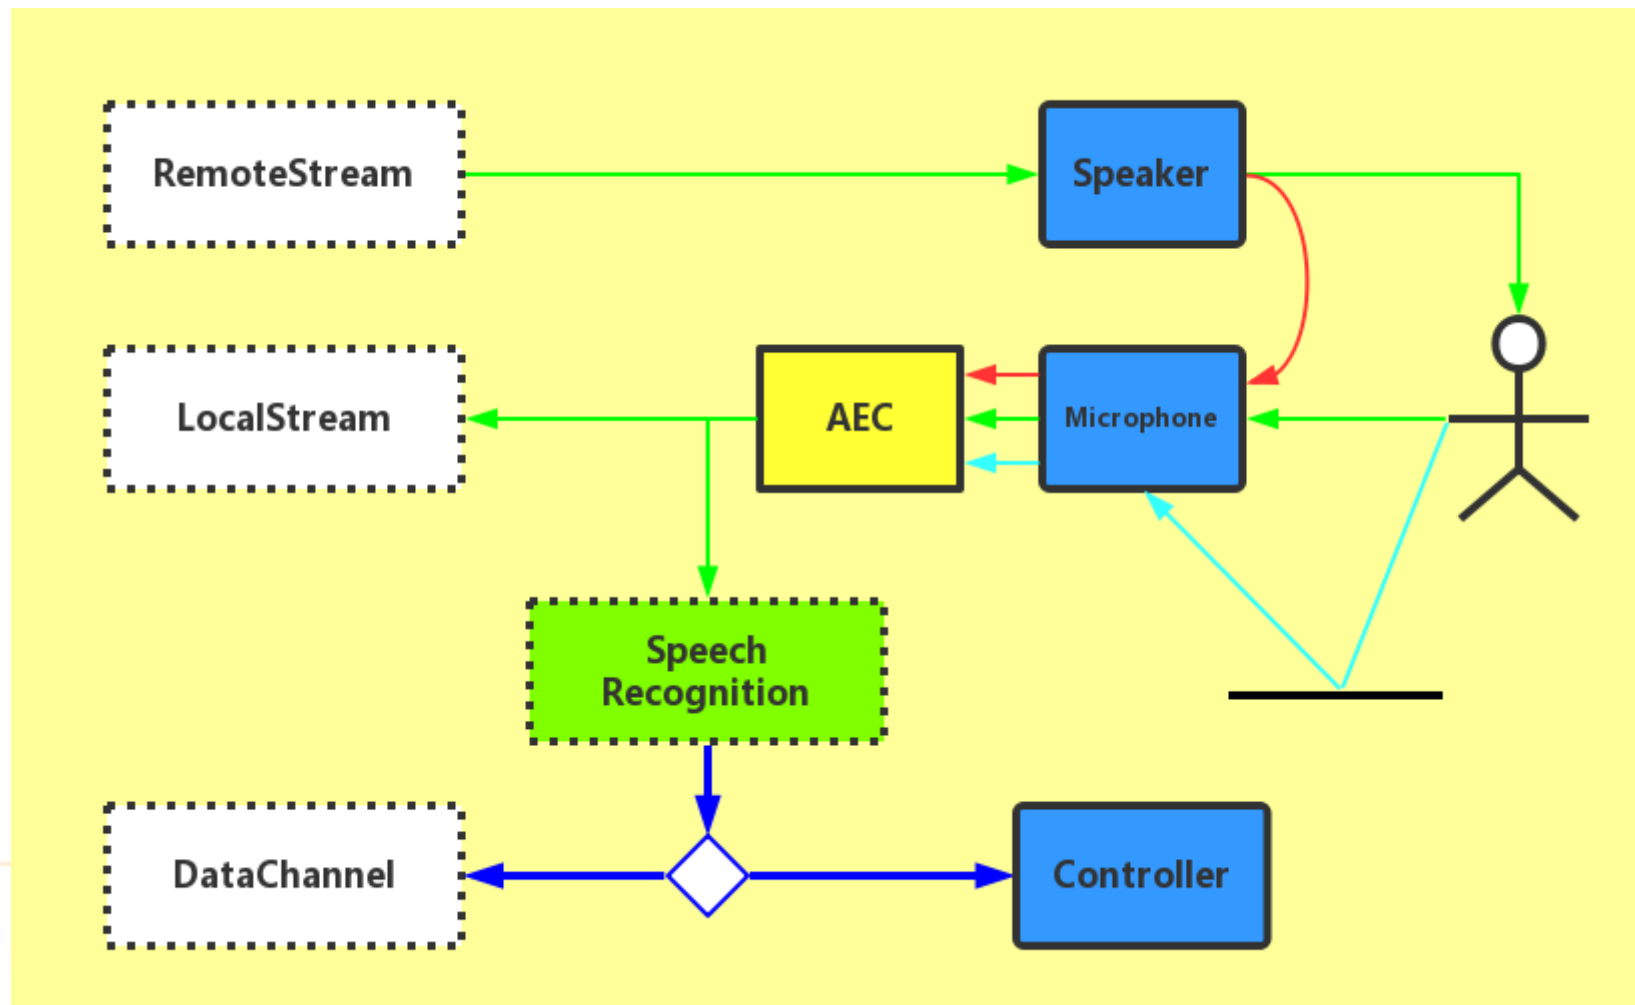 RemoteStream
Speaker
LocalStream
AEC
Microphone
Speech
Recognition
DataChannel
Controller